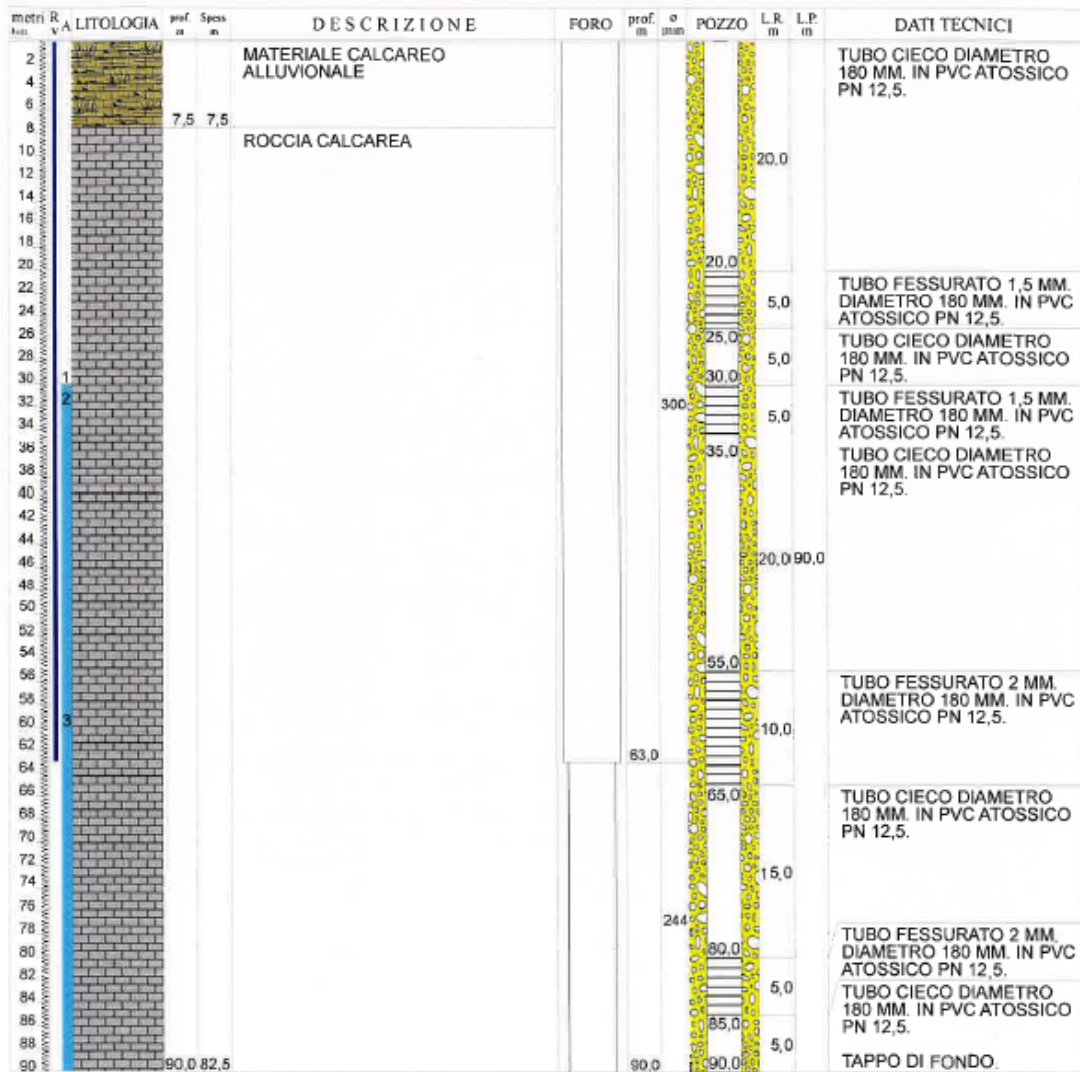 metri R A LITOLOGIA prof. Spess DESCRIZIONE FORO prof. ø POZZO L.R. L.P. DATI TECNICI
v m m m mm m m
2
4
6
8
10
12
14
16
18
20
22
24
26
28
30
32
34
36
38
40
42
44
46
48
50
52
54
56
58
60
62
64
66
68
70
72
74
76
78
80
82
84
86
88
90
1
2
3
7,5 7,5
90,0 82,5
MATERIALE CALCAREO
ALLUVIONALE
ROCCIA CALCAREA
63,0
90,0
300
244
20,0
25,0
30,0
35,0
55,0
65,0
80,0
85,0
90,0
20,0
5,0
5,0
5,0
20,0
10,0
15,0
5,0
5,0
90,0
TUBO CIECO DIAMETRO
180 MM. IN PVC ATOSSICO
PN 12,5.
TUBO FESSURATO 1,5 MM.
DIAMETRO 180 MM. IN PVC
ATOSSICO PN 12,5.
TUBO CIECO DIAMETRO
180 MM. IN PVC ATOSSICO
PN 12,5.
TUBO FESSURATO 1,5 MM.
DIAMETRO 180 MM. IN PVC
ATOSSICO PN 12,5.
TUBO CIECO DIAMETRO
180 MM. IN PVC ATOSSICO
PN 12,5.
TUBO FESSURATO 2 MM.
DIAMETRO 180 MM. IN PVC
ATOSSICO PN 12,5.
TUBO CIECO DIAMETRO
180 MM. IN PVC ATOSSICO
PN 12,5.
TUBO FESSURATO 2 MM.
DIAMETRO 180 MM. IN PVC
ATOSSICO PN 12,5.
TUBO CIECO DIAMETRO
180 MM. IN PVC ATOSSICO
PN 12,5.
TAPPO DI FONDO.